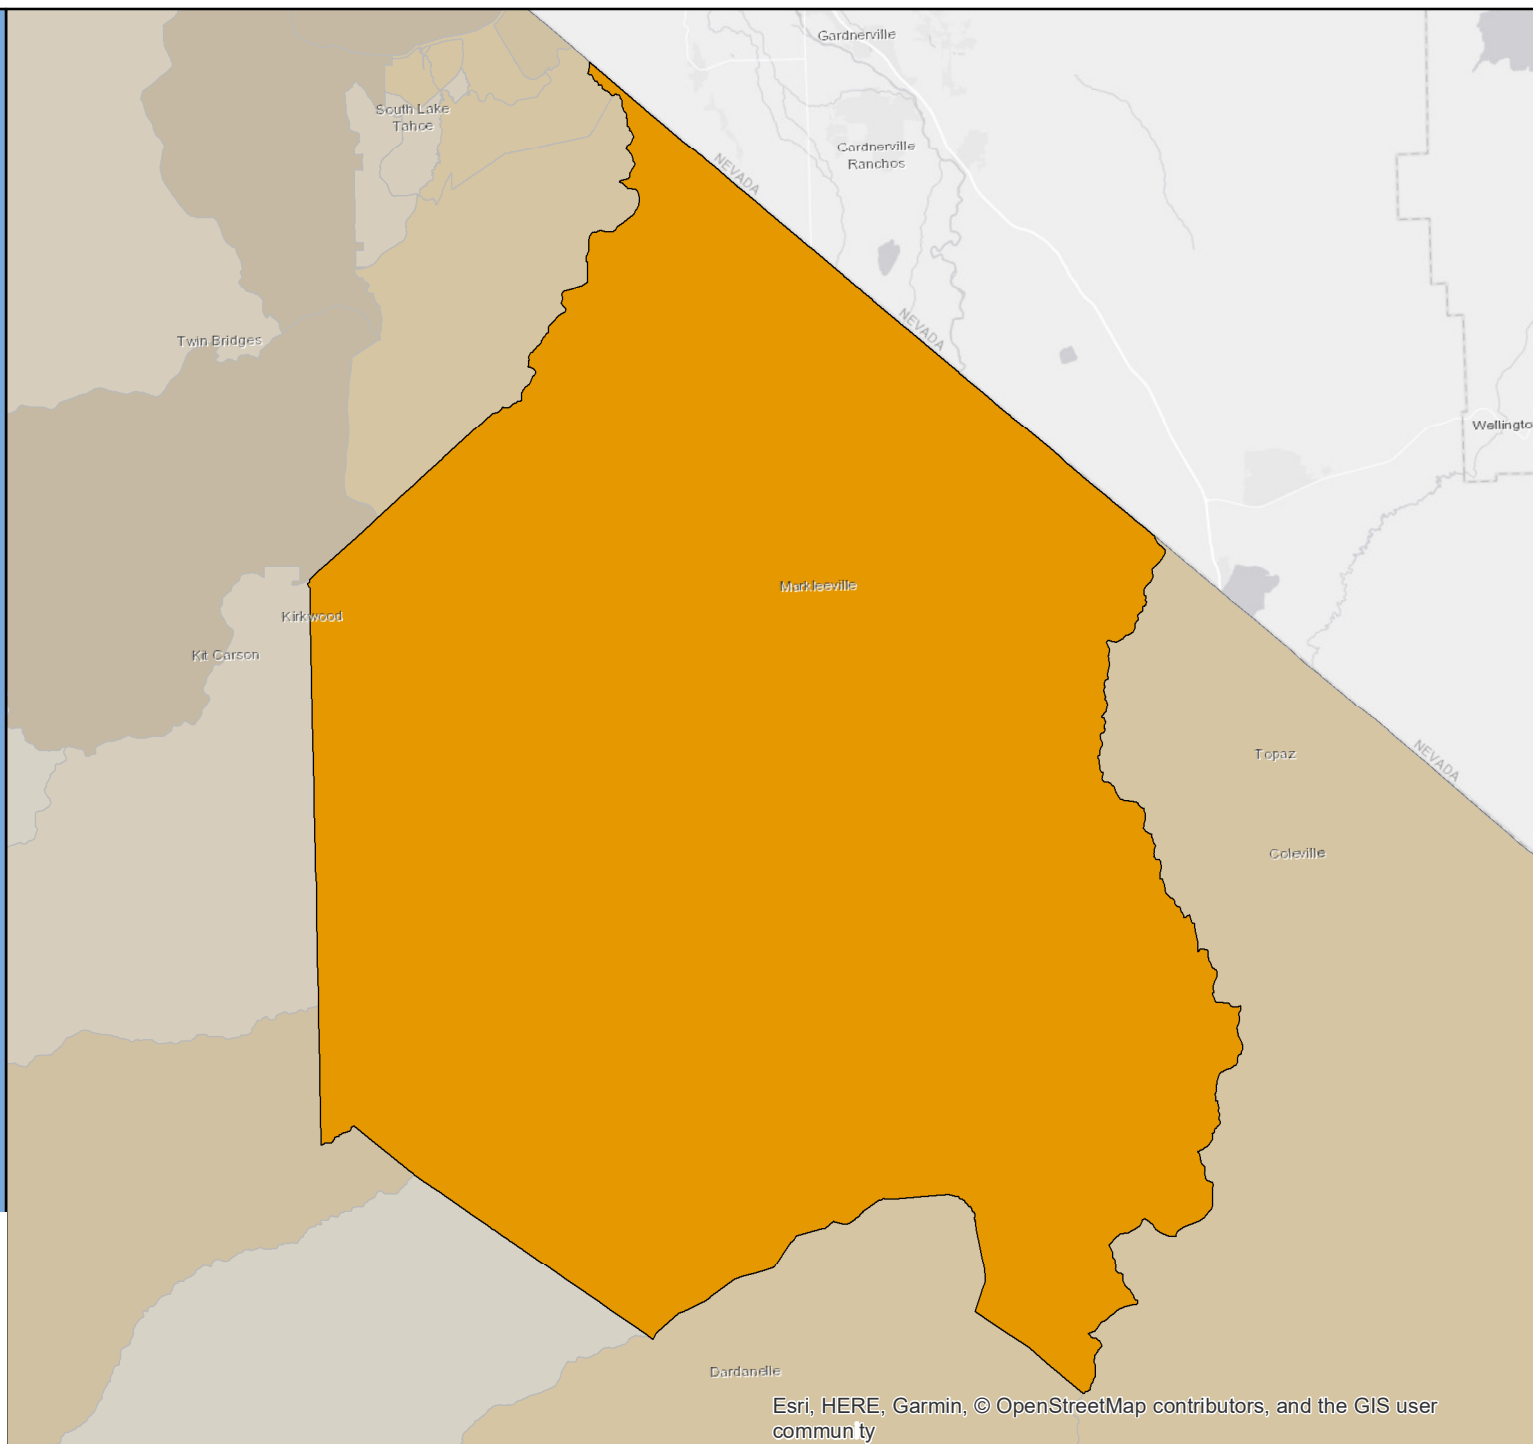 Gardnerville
South Lake
Tahoe
Gardnerville
Ranchos
NEVADA
NEVADA
Twin Bridges
Wellingto
Markleeville
Kirkwood
Kit Carson
Topaz
NEVADA
Coleville
Dardanelle
Esri, HERE, Garmin, © OpenStreetMap contributors, and the GIS user
community